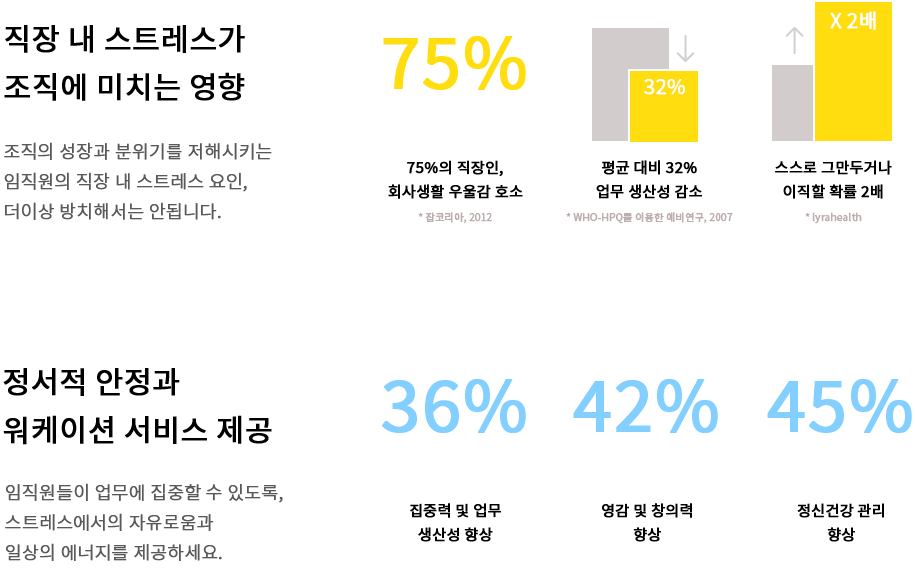 직장 내 스트레스가
조직에 미치는 영향
조직의 성장과 분위기를 저해시키는
임직원의 직장 내 스트레스 요인,
더이상 방치해서는 안됩니다.
75%
75%의 직장인,
회사생활 우울감 호소
* 잡코리아, 2012
32%
평균 대비 32%
업무 생산성 감소
* WHO-HPQ를 이용한 예비연구, 2007
X 2배
스스로 그만두거나
이직할 확률 2배
* lyrahealth
정서적 안정과
워케이션 서비스 제공
임직원들이 업무에 집중할 수 있도록,
스트레스에서의 자유로움과
일상의 에너지를 제공하세요.
36%
집중력 및 업무
생산성 향상
42%
영감 및 창의력
향상
45%
정신건강 관리
향상